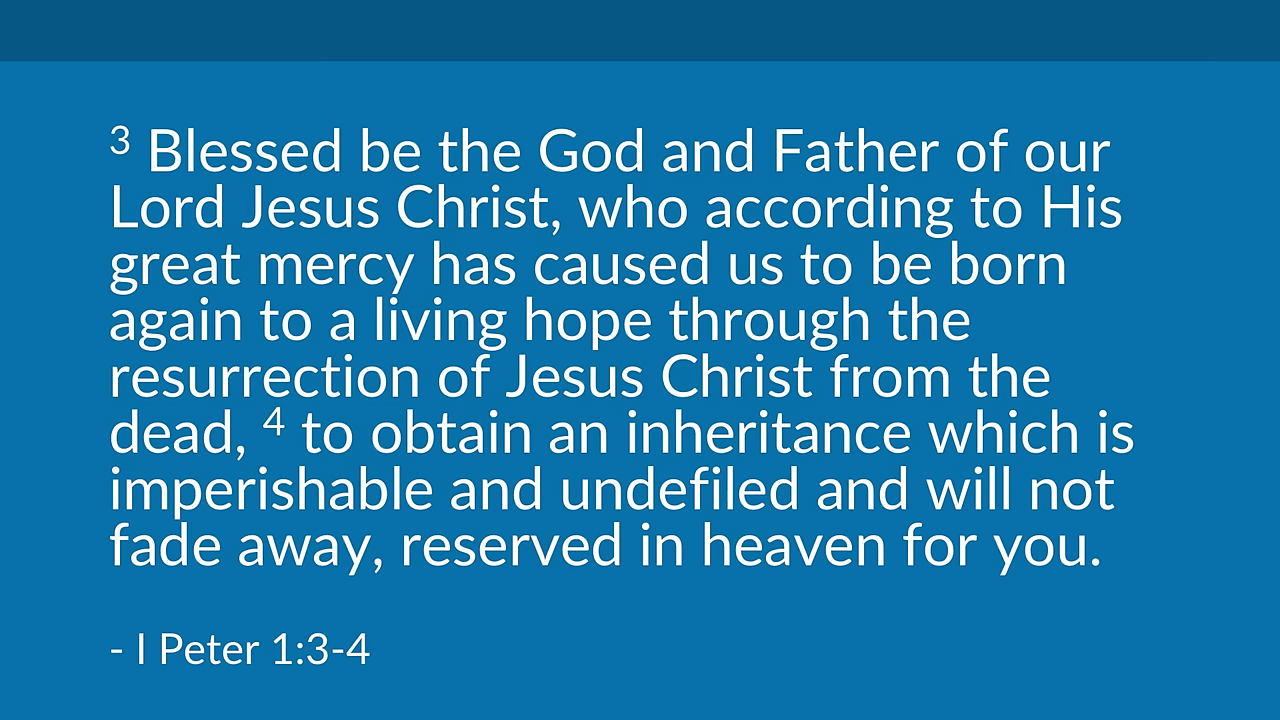 3 Blessed be the God and Father of our
Lord Jesus Christ, who according to His
great mercy has caused us to be born
again to a living hope through the
resurrection of Jesus Christ from the
dead, 4 to obtain an inheritance which is
imperishable and undefiled and will not
fade away, reserved in heaven for you.
- I Peter 1:3-4